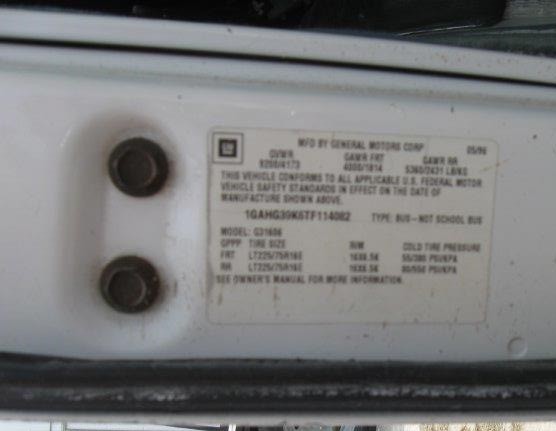 GM
MFD BY GENERAL MOTORS CORP 05/96
GVWR GAWR FRT GAWR RR
9200/4173 4000/1814 5360/2431 LB/KG
THIS VEHICLE CONFORMS TO ALL APPLICABLE U.S. FEDERAL MOTOR
VEHICLE SAFETY STANDARDS IN EFFECT ON THE DATE OF
MANUFACTURE SHOWN ABOVE.
1GAHG39K6TF114082 TYPE: BUS-NOT SCHOOL BUS
MODEL: G31606
GPPP TIRE SIZE RIM COLD TIRE PRESSURE
FRT LT225/75R16E 16X6.5K 55/380 PSI/KPA
RR LT225/75R16E 16X6.5K 80/550 PSI/KPA
SEE OWNER'S MANUAL FOR MORE INFORMATION.